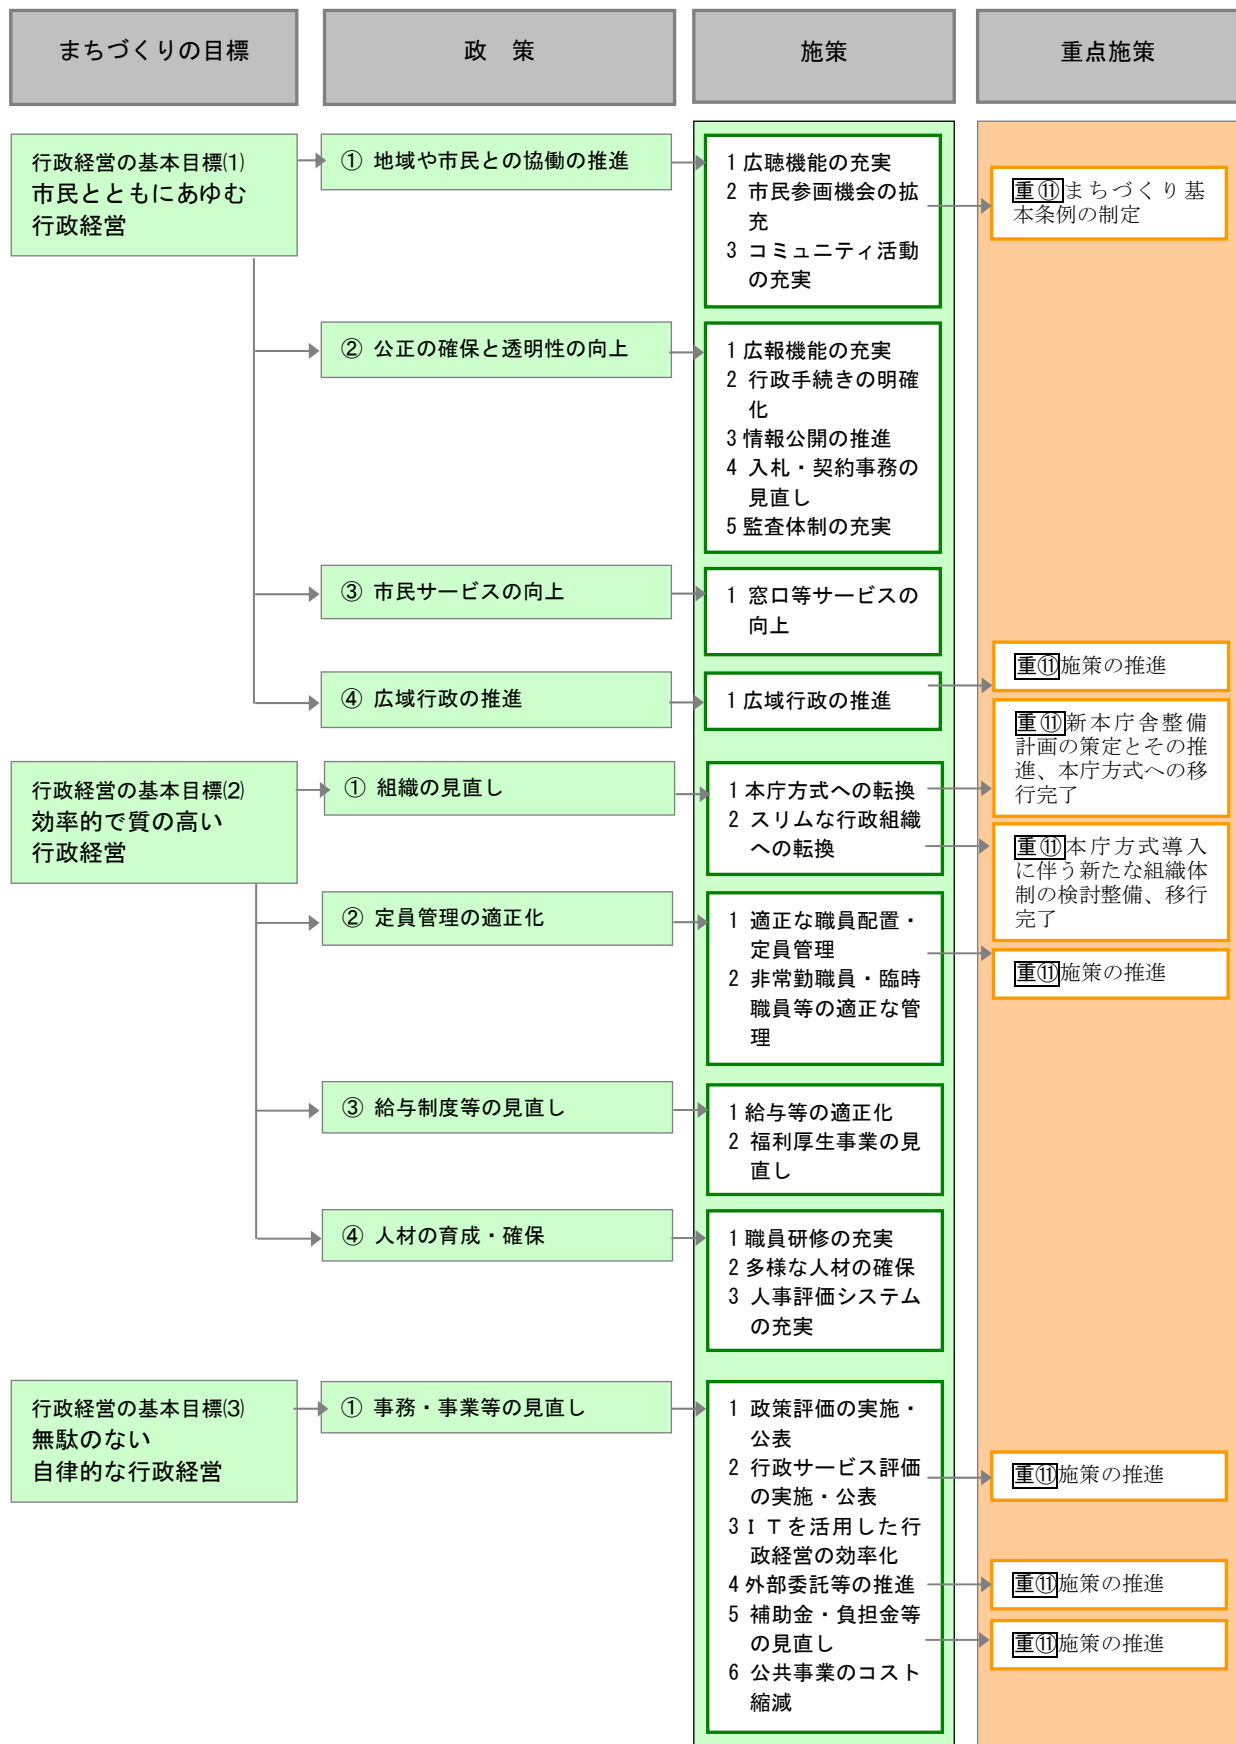 まちづくりの目標
政　策
施策
重点施策
行政経営の基本目標⑴
市民とともにあゆむ
行政経営
① 地域や市民との協働の推進
1 広聴機能の充実
2 市民参画機会の拡
充
3 コミュニティ活動
の充実
重⑪まちづくり基
本条例の制定
② 公正の確保と透明性の向上
1 広報機能の充実
2 行政手続きの明確
化
3 情報公開の推進
4 入札・契約事務の
見直し
5 監査体制の充実
③ 市民サービスの向上
1 窓口等サービスの
向上
④ 広域行政の推進
1 広域行政の推進
重⑪施策の推進
行政経営の基本目標⑵
効率的で質の高い
行政経営
① 組織の見直し
1 本庁方式への転換
2 スリムな行政組織
への転換
重⑪新本庁舎整備
計画の策定とその推
進、本庁方式への移
行完了
重⑪本庁方式導入
に伴う新たな組織体
制の検討整備、移行
完了
② 定員管理の適正化
1 適正な職員配置・
定員管理
2 非常勤職員・臨時
職員等の適正な管
理
重⑪施策の推進
③ 給与制度等の見直し
1 給与等の適正化
2 福利厚生事業の見
直し
④ 人材の育成・確保
1 職員研修の充実
2 多様な人材の確保
3 人事評価システム
の充実
行政経営の基本目標⑶
無駄のない
自律的な行政経営
① 事務・事業等の見直し
1 政策評価の実施・
公表
2 行政サービス評価
の実施・公表
3 ＩＴを活用した行
政経営の効率化
4 外部委託等の推進
5 補助金・負担金等
の見直し
6 公共事業のコスト
縮減
重⑪施策の推進
重⑪施策の推進
重⑪施策の推進